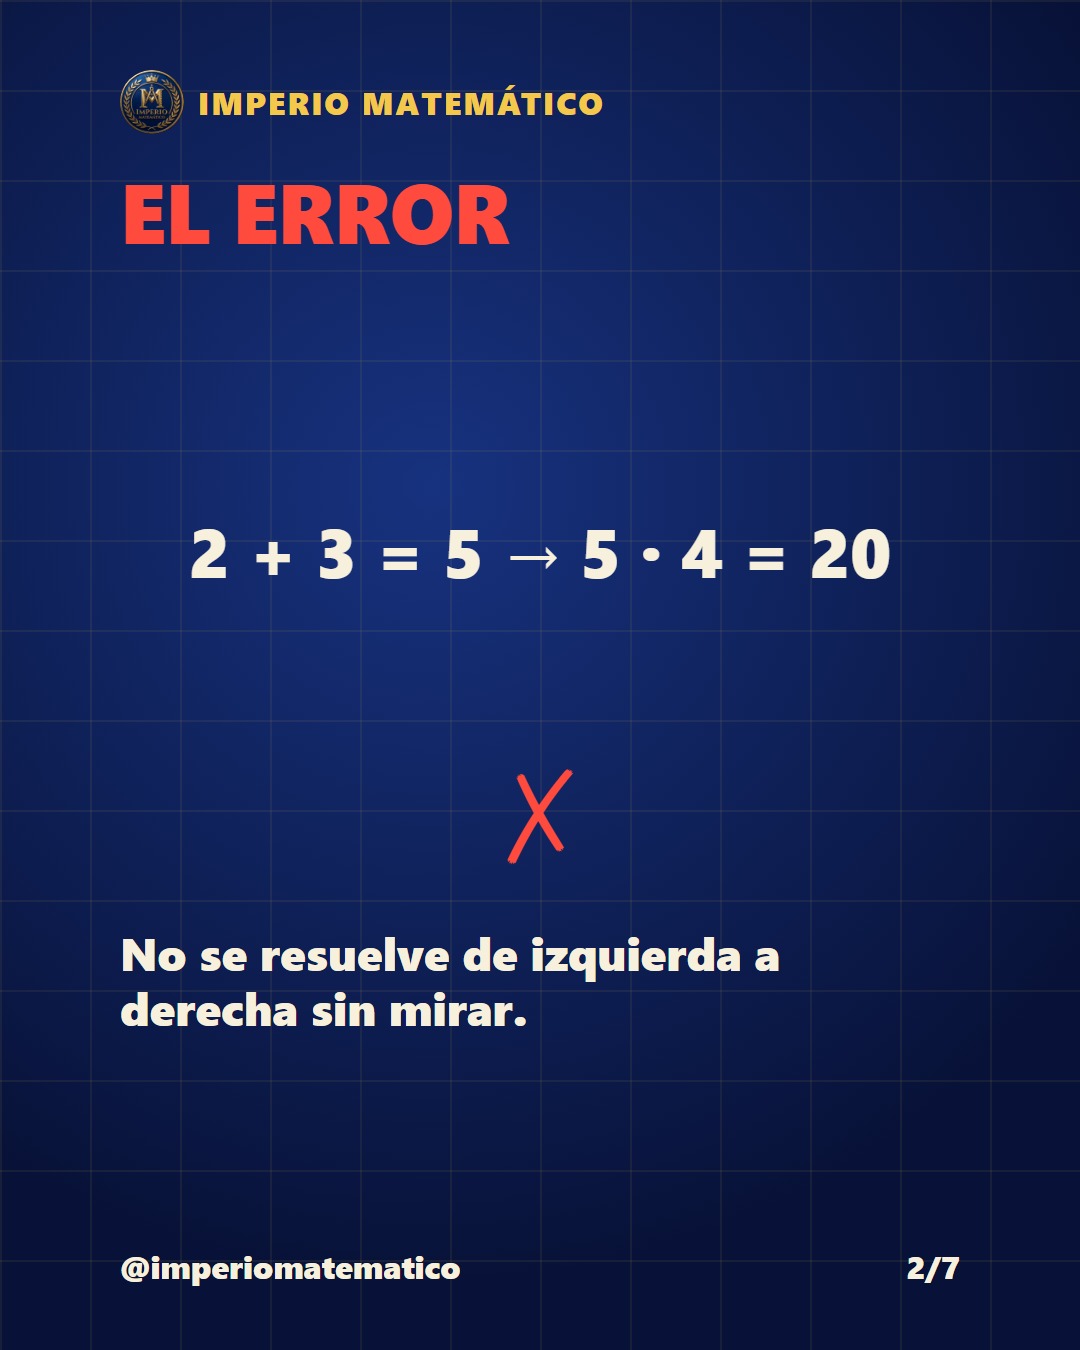 IMPERIO MATEMÁTICO
EL ERROR
2 + 3 = 5 → 5 · 4 = 20
No se resuelve de izquierda a
derecha sin mirar.
@imperiomatematico
2/7